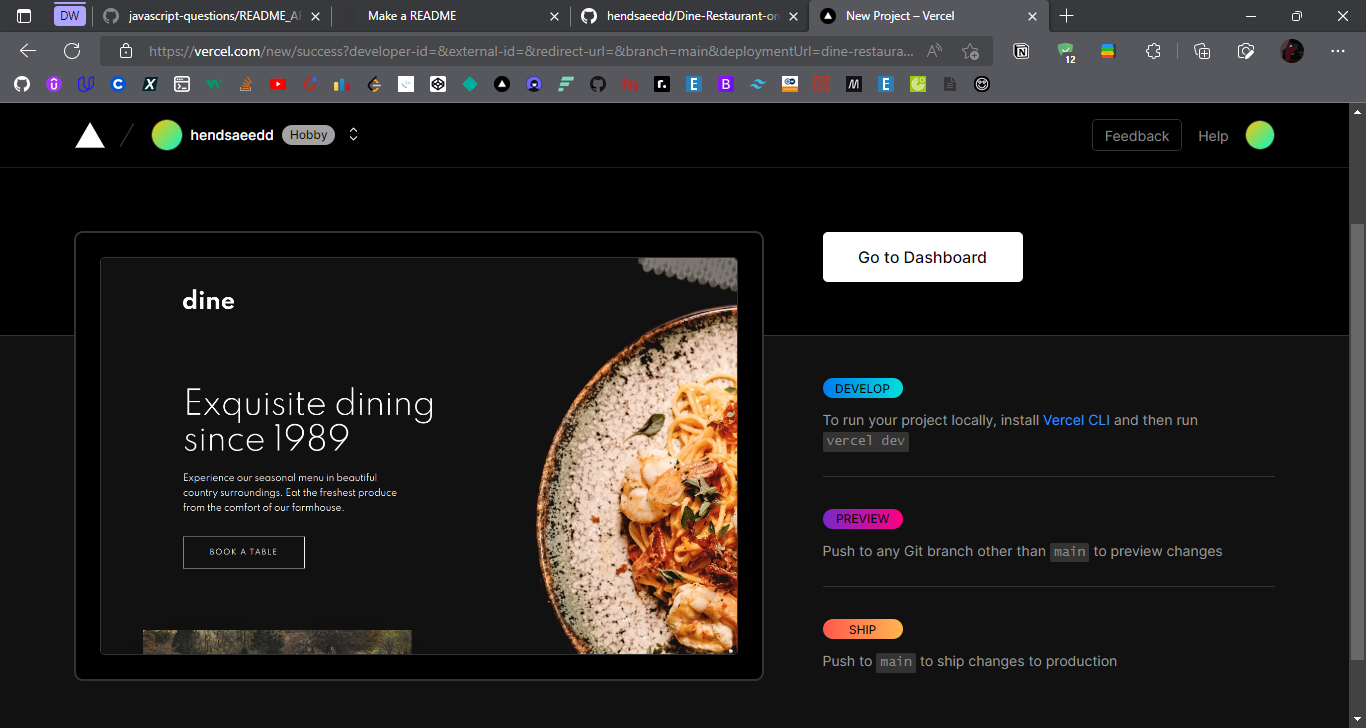 DW
javascript-questions/README_AR
Make a README
hendsaeedd/Dine-Restaurant-on
New Project – Vercel
https://vercel.com/new/success?developer-id=&external-id=&redirect-url=&branch=main&deploymentUrl=dine-restaura...
12
hendsaeedd
Hobby
Feedback
Help
dine
Exquisite dining
since 1989
Experience our seasonal menu in beautiful
country surroundings. Eat the freshest produce
from the comfort of our farmhouse.
BOOK A TABLE
Go to Dashboard
DEVELOP
To run your project locally, install Vercel CLI and then run
vercel dev
PREVIEW
Push to any Git branch other than main to preview changes
SHIP
Push to main to ship changes to production